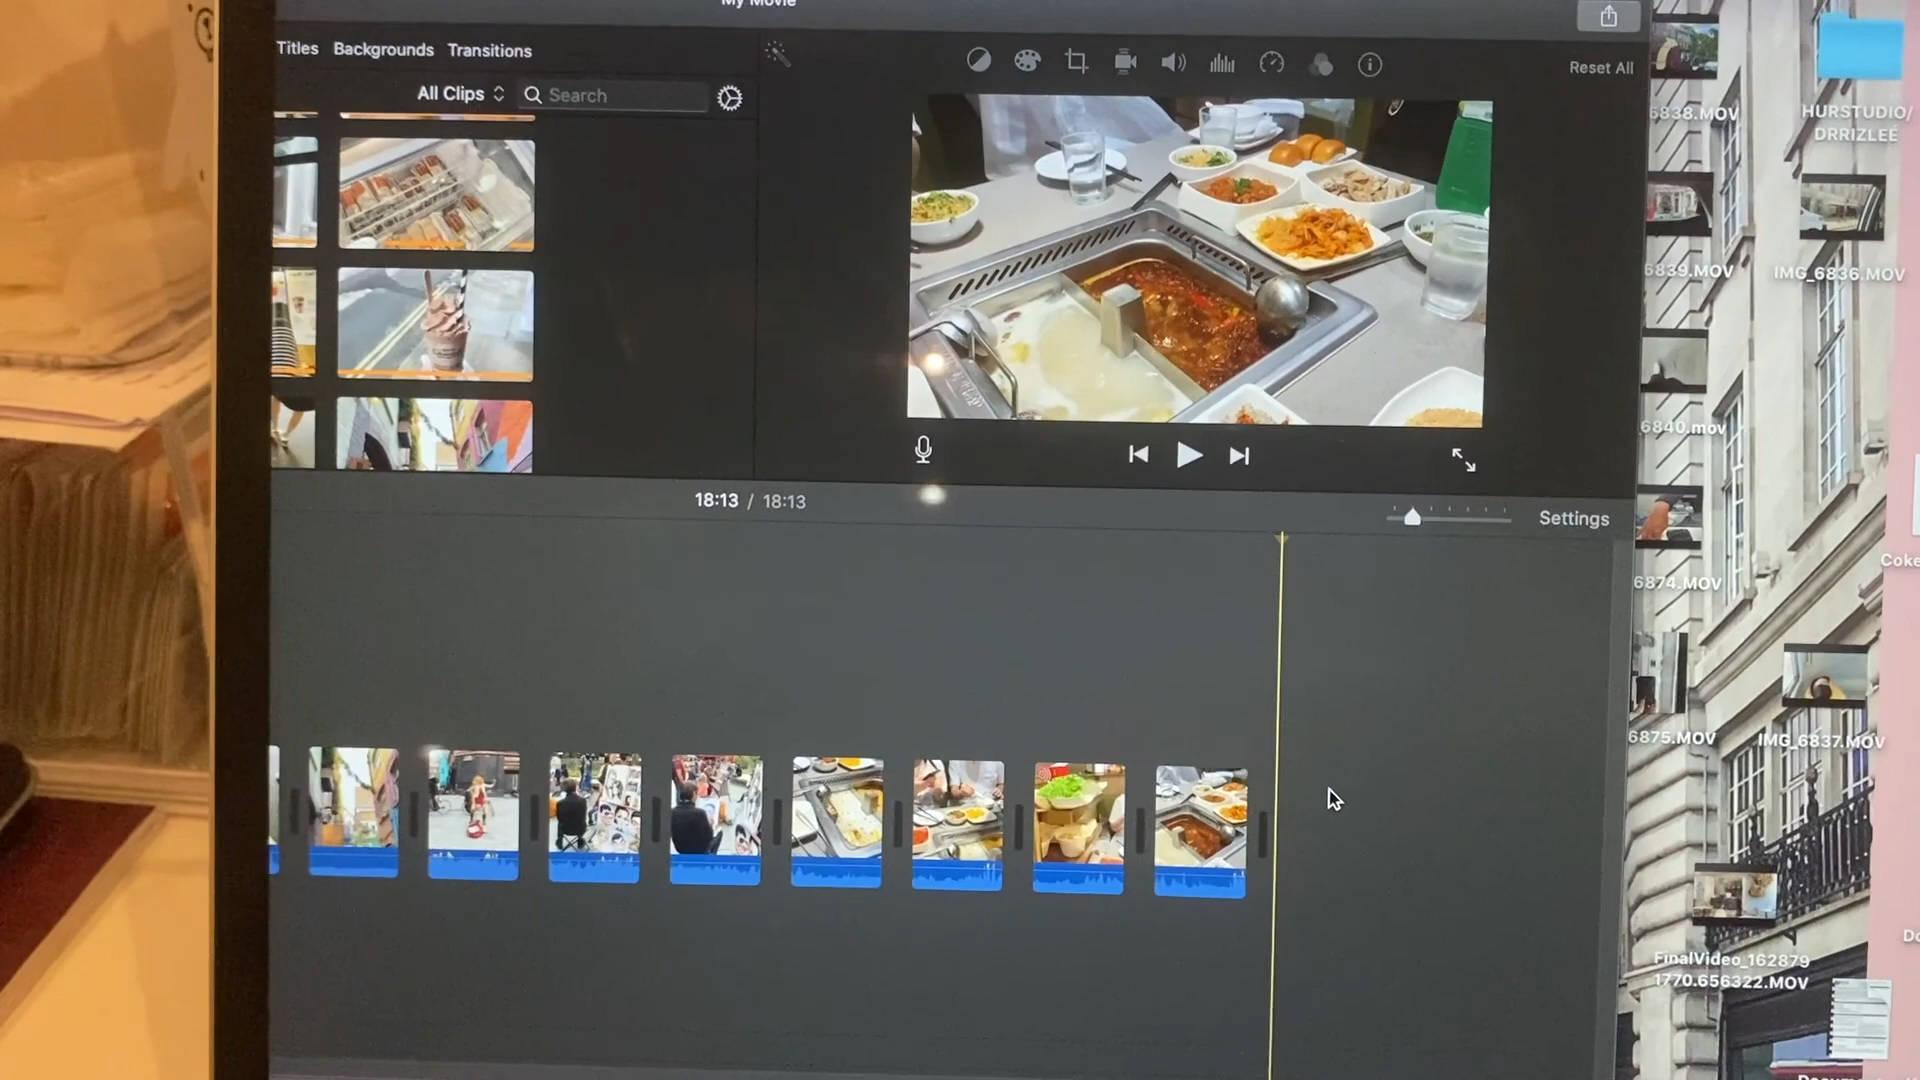 My Movie
Titles Backgrounds Transitions
All Clips
Search
Reset All
18:13 / 18:13
Settings
6838.MOV
HURSTUDIO/
DRRIZLEE
6839.MOV
IMG_6836.MOV
6840.mov
Coke
6874.MOV
6875.MOV
IMG_6837.MOV
FinalVideo_162879
1770.656322.MOV